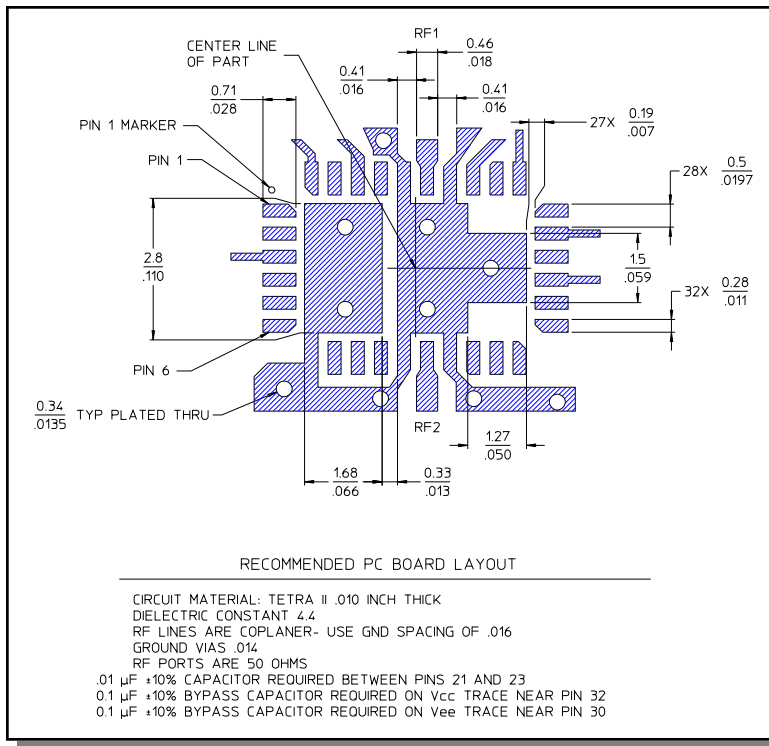 RF1
CENTER LINE
OF PART
0.46
.018
0.41
.016
0.41
.016
0.71
.028
27X 0.19
.007
PIN 1 MARKER
PIN 1
28X 0.5
.0197
2.8
.110
1.5
.059
32X 0.28
.011
PIN 6
0.34
.0135 TYP PLATED THRU
RF2
1.27
.050
1.68
.066
0.33
.013
RECOMMENDED PC BOARD LAYOUT
CIRCUIT MATERIAL: TETRA II .010 INCH THICK
DIELECTRIC CONSTANT 4.4
RF LINES ARE COPLANER- USE GND SPACING OF .016
GROUND VIAS .014
RF PORTS ARE 50 OHMS
.01 µF ±10% CAPACITOR REQUIRED BETWEEN PINS 21 AND 23
0.1 µF ±10% BYPASS CAPACITOR REQUIRED ON Vcc TRACE NEAR PIN 32
0.1 µF ±10% BYPASS CAPACITOR REQUIRED ON Vee TRACE NEAR PIN 30